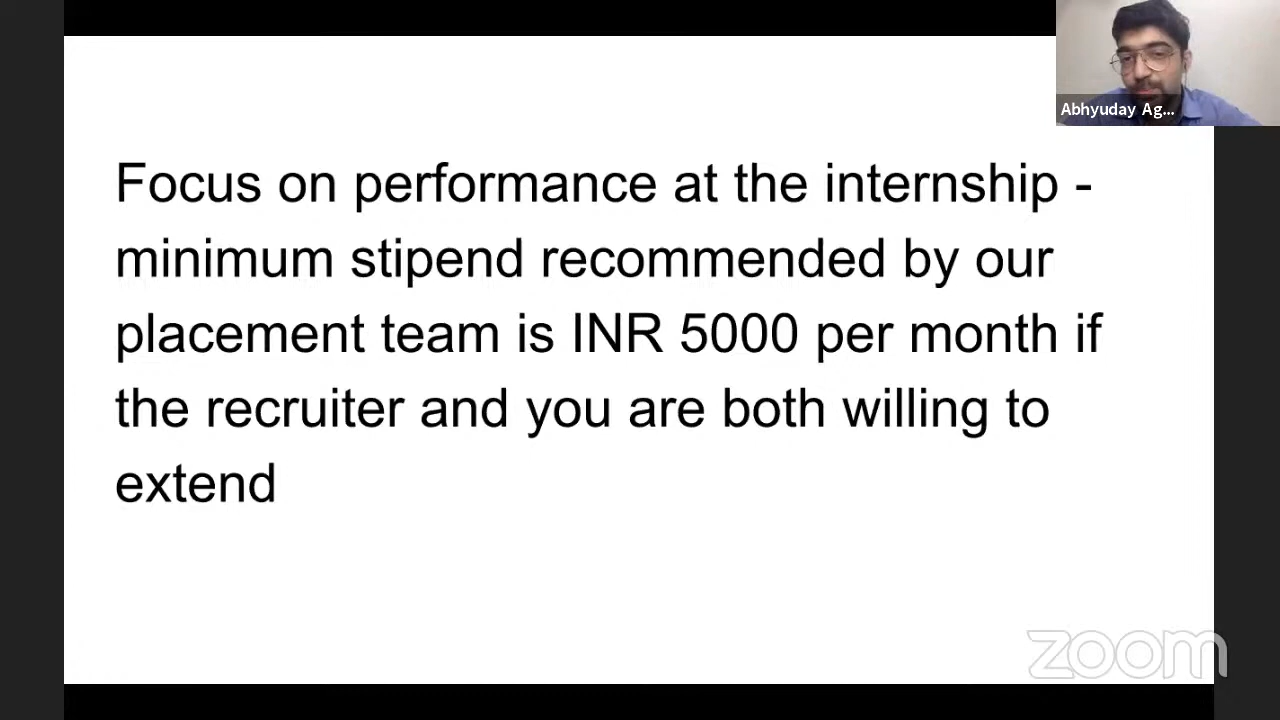 Abhyuday Ag...
Focus on performance at the internship -
minimum stipend recommended by our
placement team is INR 5000 per month if
the recruiter and you are both willing to
extend
zoom